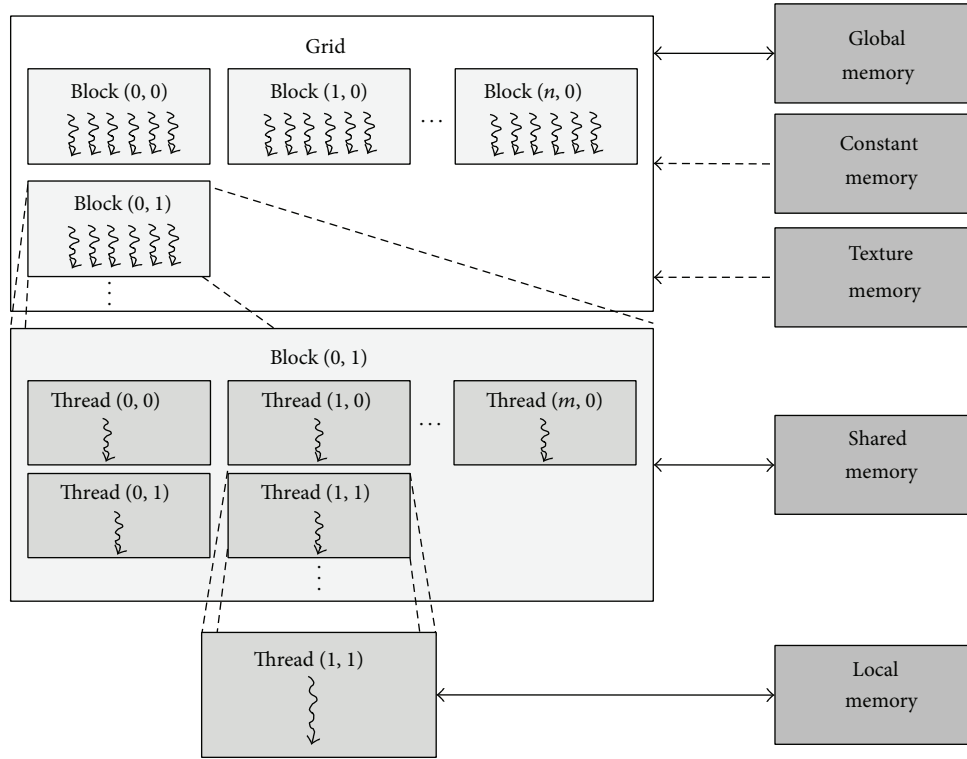 Grid
Global
memory
Block (0, 0)
Block (1, 0)
Block (n, 0)
...
Constant
memory
Block (0, 1)
Texture
memory
...
Block (0, 1)
Thread (0, 0)
Thread (1, 0)
Thread (m, 0)
...
Shared
memory
Thread (0, 1)
Thread (1, 1)
...
Thread (1, 1)
Local
memory